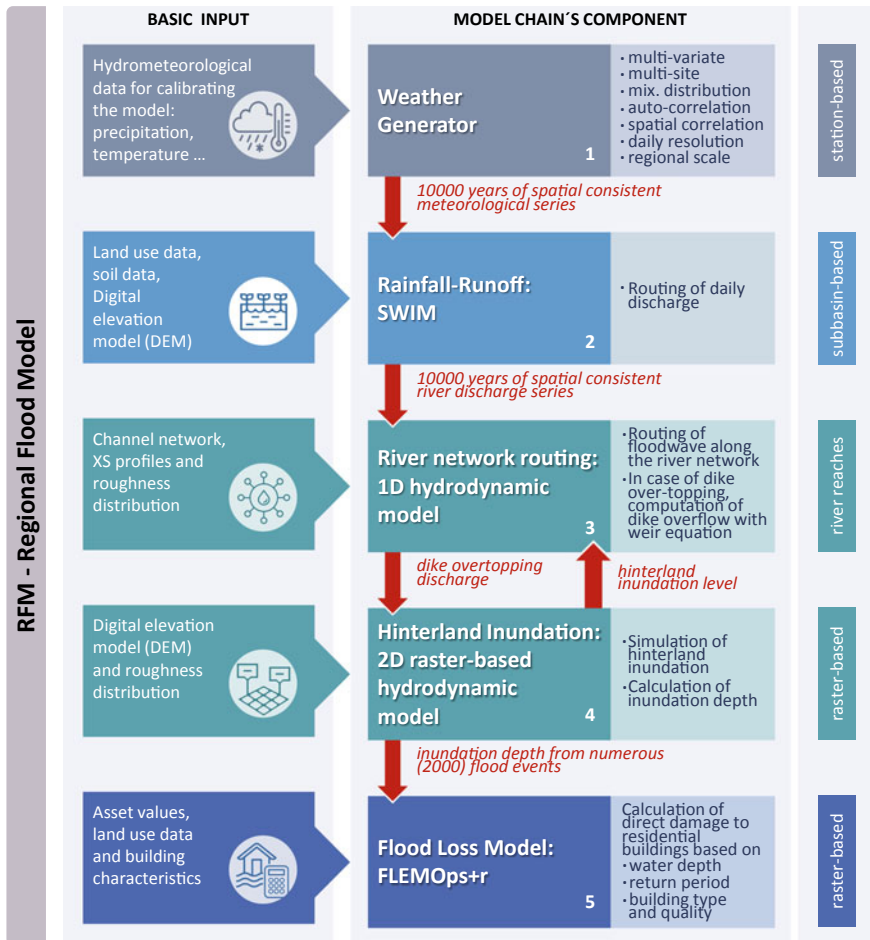 RFM - Regional Flood Model
BASIC INPUT
MODEL CHAIN´S COMPONENT
Hydrometeorological
data for calibrating
the model:
precipitation,
temperature ...
Weather
Generator
1
· multi-variate
· multi-site
· mix. distribution
· auto-correlation
· spatial correlation
· daily resolution
· regional scale
station-based
10000 years of spatial consistent
meteorological series
Land use data,
soil data,
Digital
elevation
model (DEM)
Rainfall-Runoff:
SWIM
2
· Routing of daily
discharge
subbasin-based
10000 years of spatial consistent
river discharge series
Channel network,
XS profiles and
roughness
distribution
River network routing:
1D hydrodynamic
model
3
· Routing of
floodwave along
the river network
· In case of dike
over-topping,
computation of
dike overflow with
weir equation
river reaches
dike overtopping
discharge
hinterland
inundation level
Digital elevation
model (DEM)
and roughness
distribution
Hinterland Inundation:
2D raster-based
hydrodynamic
model
4
· Simulation of
hinterland
inundation
· Calculation of
inundation depth
raster-based
inundation depth from numerous
(2000) flood events
Asset values,
land use data
and building
characteristics
Flood Loss Model:
FLEMOps+r
5
Calculation of
direct damage to
residential
buildings based on
· water depth
· return period
· building type
and quality
raster-based